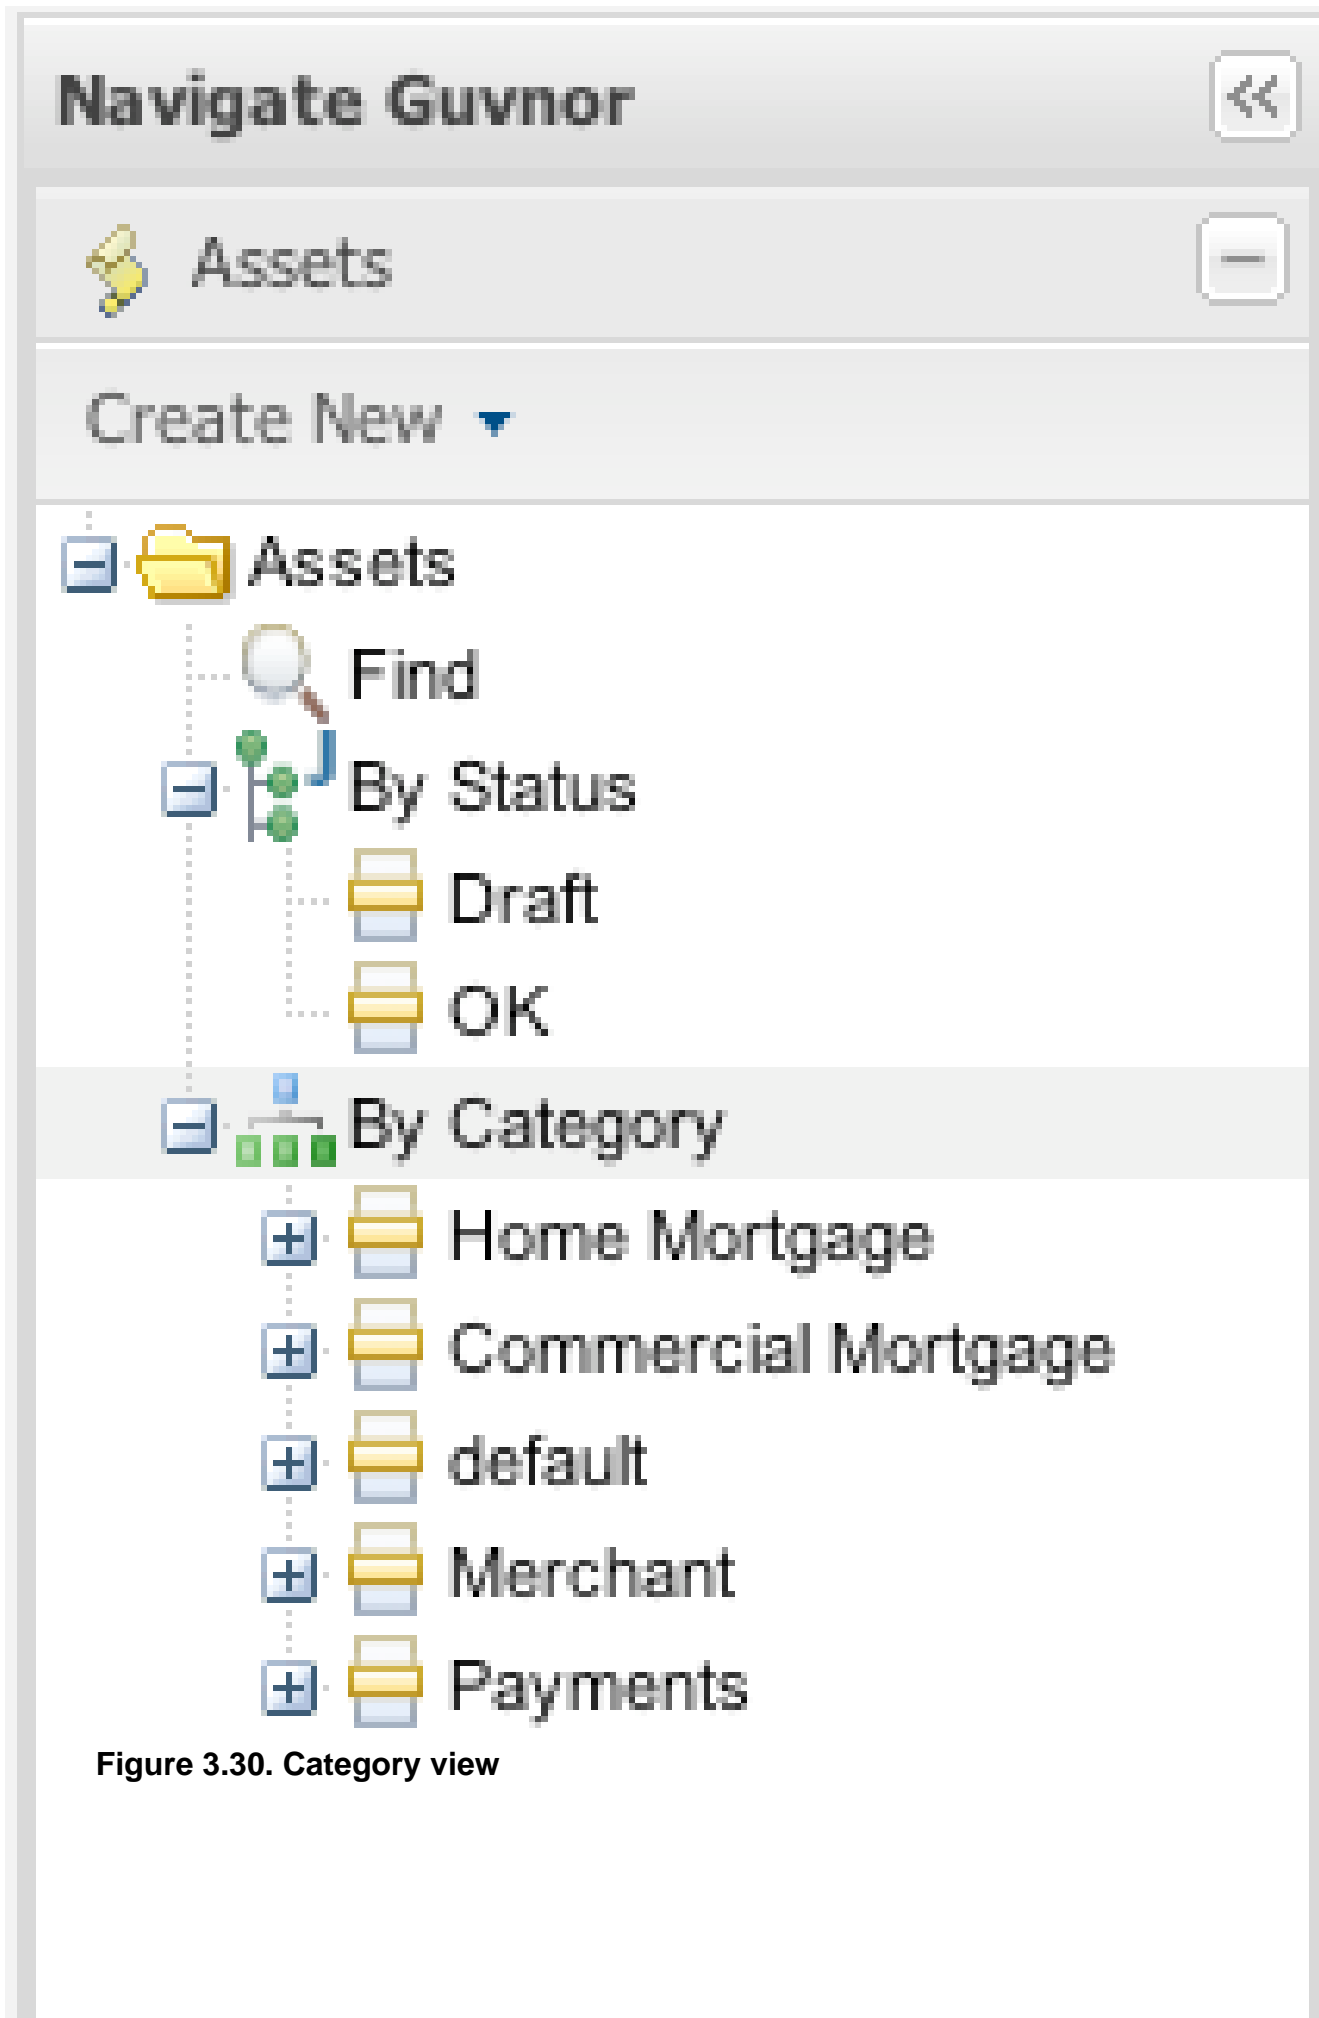 Navigate Guvnor
Assets
Create New
Assets
Find
By Status
Draft
OK
By Category
Home Mortgage
Commercial Mortgage
default
Merchant
Payments
Figure 3.30. Category view